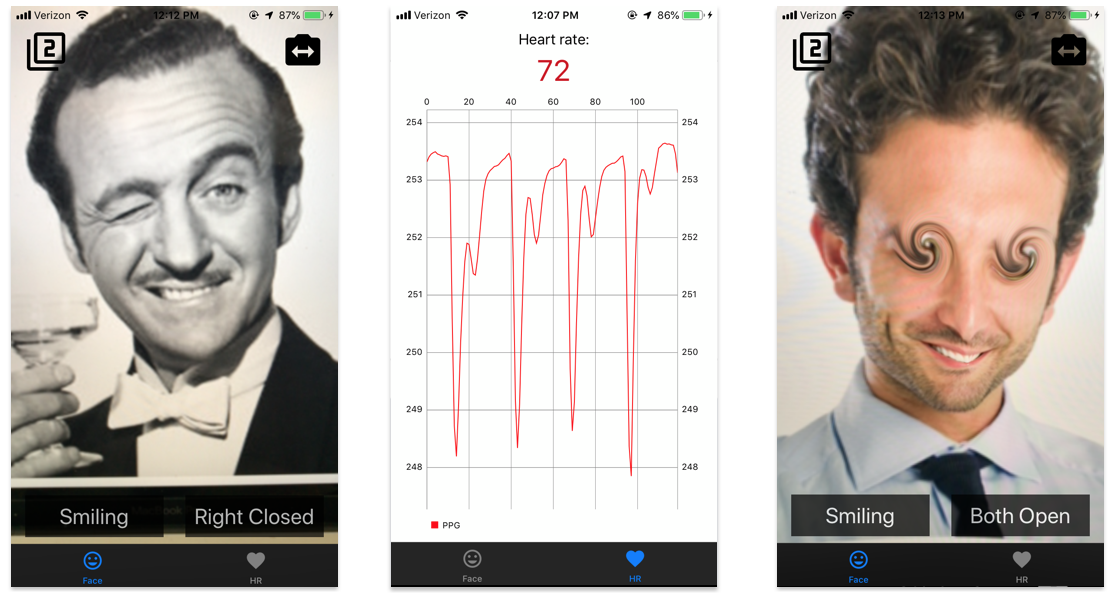 Verizon 12:12 PM 87%
2
Smiling Right Closed
Face HR
Verizon 12:07 PM 86%
Heart rate:
72
0 20 40 60 80 100
254 254
253 253
252 252
251 251
250 250
249 249
248 248
PPG
Face HR
Verizon 12:13 PM 87%
2
Smiling Both Open
Face HR